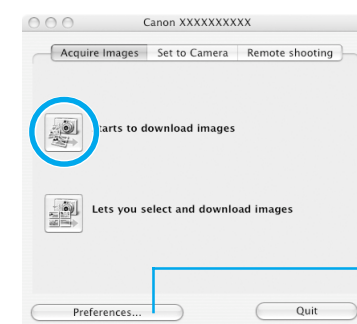 Canon XXXXXXXXXX
Acquire Images Set to Camera Remote shooting
arts to download images
Lets you select and download images
Preferences... Quit